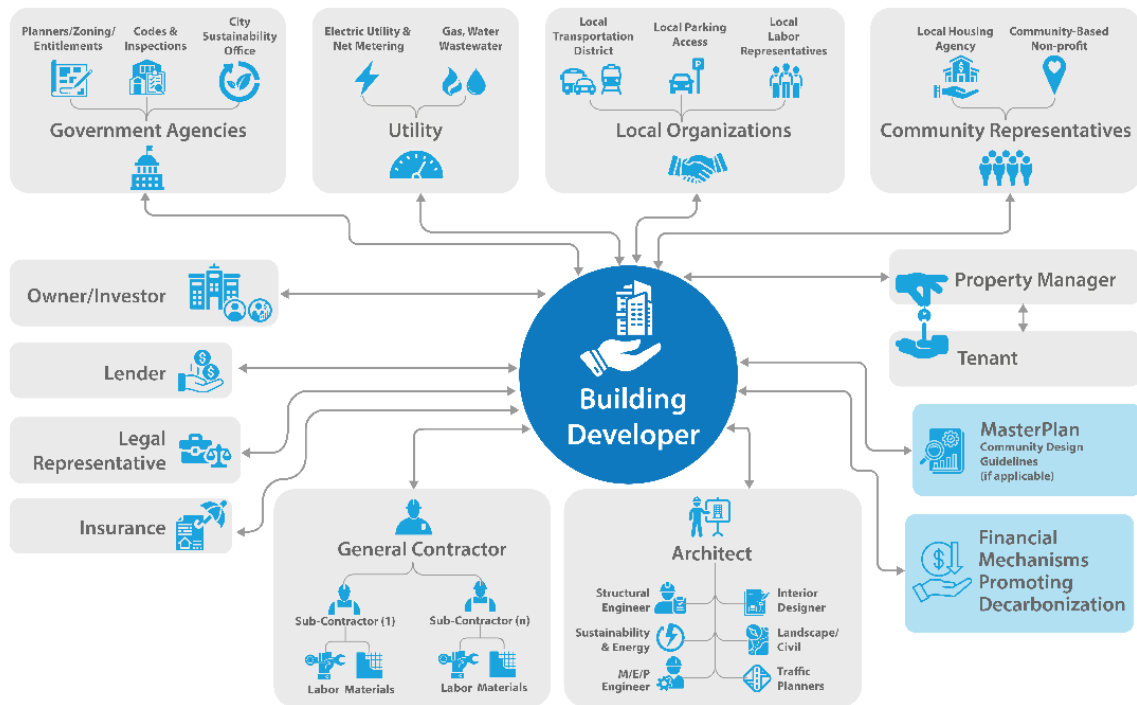 Planners/Zoning/
Entitlements
Codes &
Inspections
City
Sustainability
Office
Government Agencies
Electric Utility &
Net Metering
Gas, Water
Wastewater
Utility
Local
Transportation
District
Local Parking
Access
P
Local
Labor
Representatives
Local Organizations
Local Housing
Agency
Community-Based
Non-profit
Community Representatives
Owner/Investor
Lender
Legal
Representative
Insurance
Building
Developer
Property Manager
Tenant
MasterPlan
Community Design
Guidelines
(if applicable)
Financial
Mechanisms
Promoting
Decarbonization
General Contractor
Sub-Contractor (1)
Sub-Contractor (n)
Labor Materials
Labor Materials
Architect
Structural
Engineer
Interior
Designer
Sustainability
& Energy
Landscape/
Civil
M/E/P
Engineer
Traffic
Planners